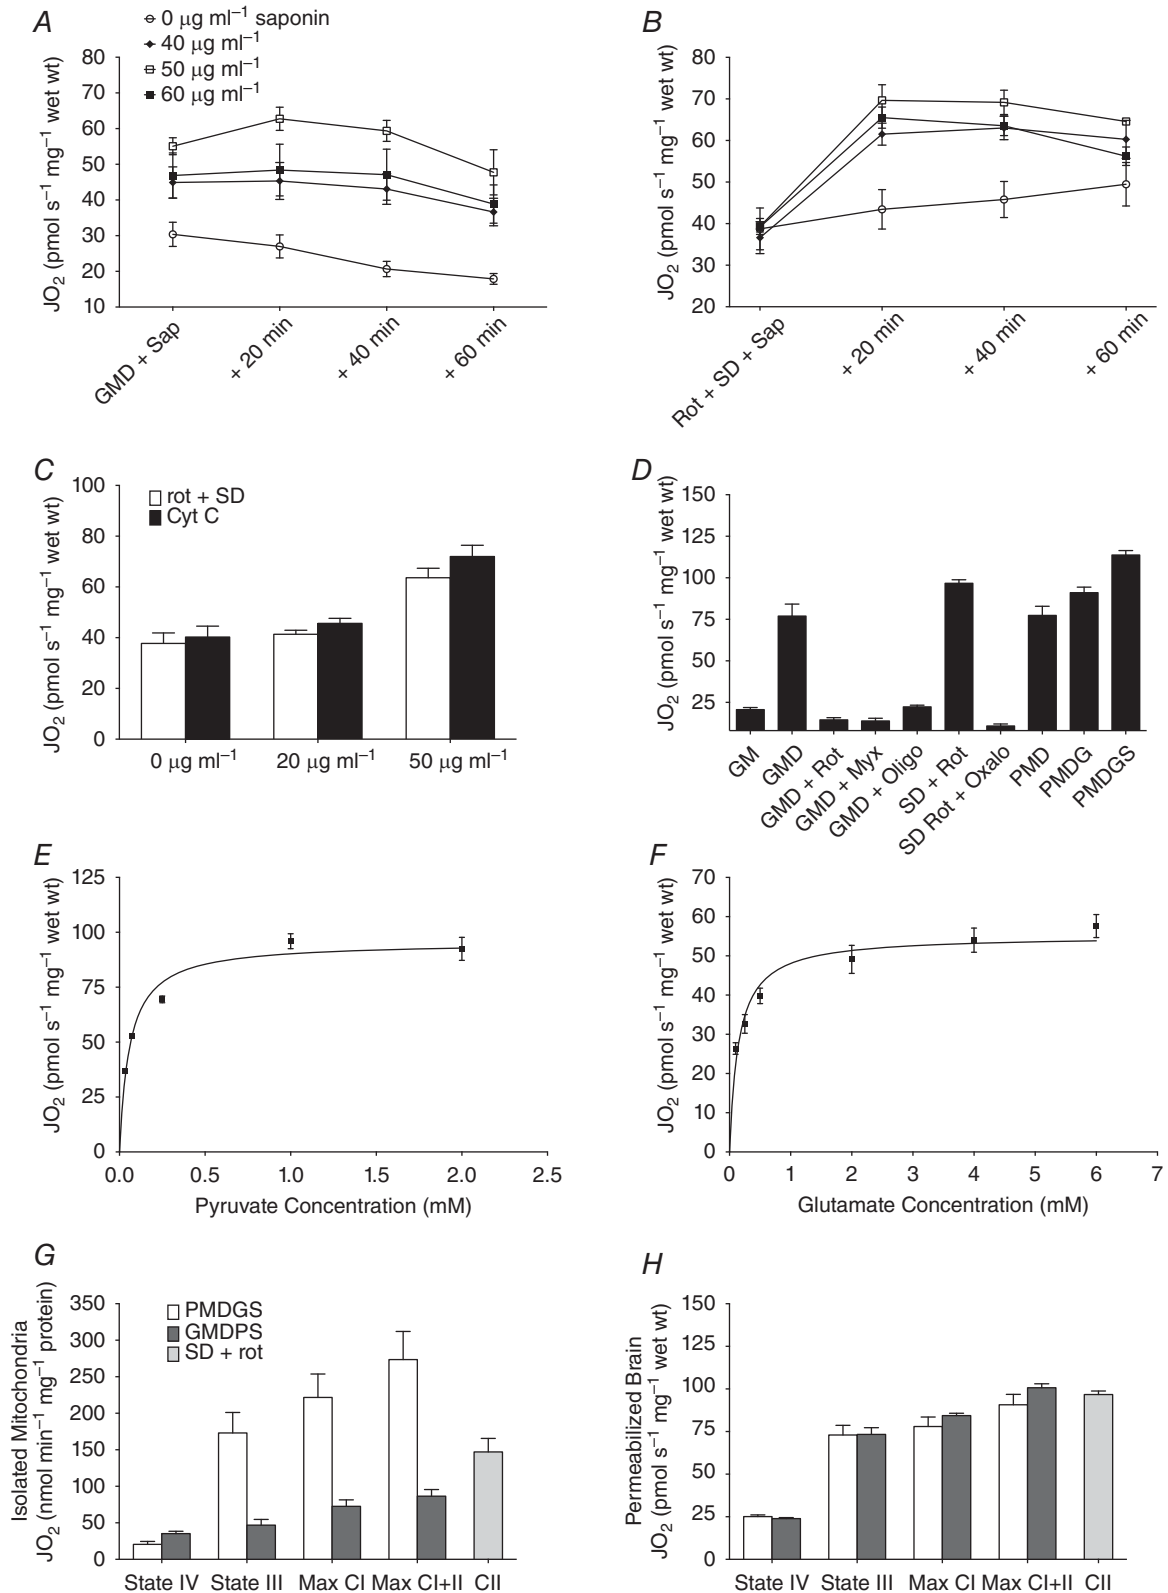 A
0 μg ml⁻¹ saponin
40 μg ml⁻¹
50 μg ml⁻¹
60 μg ml⁻¹
JO₂ (pmol s⁻¹ mg⁻¹ wet wt)
80
70
60
50
40
30
20
10
GMD + Sap
+ 20 min
+ 40 min
+ 60 min
B
JO₂ (pmol s⁻¹ mg⁻¹ wet wt)
80
70
60
50
40
30
20
Rot + SD + Sap
+ 20 min
+ 40 min
+ 60 min
C
rot + SD
Cyt C
JO₂ (pmol s⁻¹ mg⁻¹ wet wt)
100
80
60
40
20
0
0 μg ml⁻¹
20 μg ml⁻¹
50 μg ml⁻¹
D
JO₂ (pmol s⁻¹ mg⁻¹ wet wt)
150
125
100
75
50
25
GM
GMD
GMD + Rot
GMD + Myx
GMD + Oligo
SD + Rot
SD Rot + Oxalo
PMD
PMDG
PMDGS
E
JO₂ (pmol s⁻¹ mg⁻¹ wet wt)
125
100
75
50
25
0
0.0 0.5 1.0 1.5 2.0 2.5
Pyruvate Concentration (mM)
F
JO₂ (pmol s⁻¹ mg⁻¹ wet wt)
70
60
50
40
30
20
10
0
0 1 2 3 4 5 6 7
Glutamate Concentration (mM)
G
PMDGS
GMDPS
SD + rot
Isolated Mitochondria
JO₂ (nmol min⁻¹ mg⁻¹ protein)
350
300
250
200
150
100
50
0
State IV State III Max CI Max CI+II CII
H
Permeabilized Brain
JO₂ (pmol s⁻¹ mg⁻¹ wet wt)
150
125
100
75
50
25
0
State IV State III Max CI Max CI+II CII